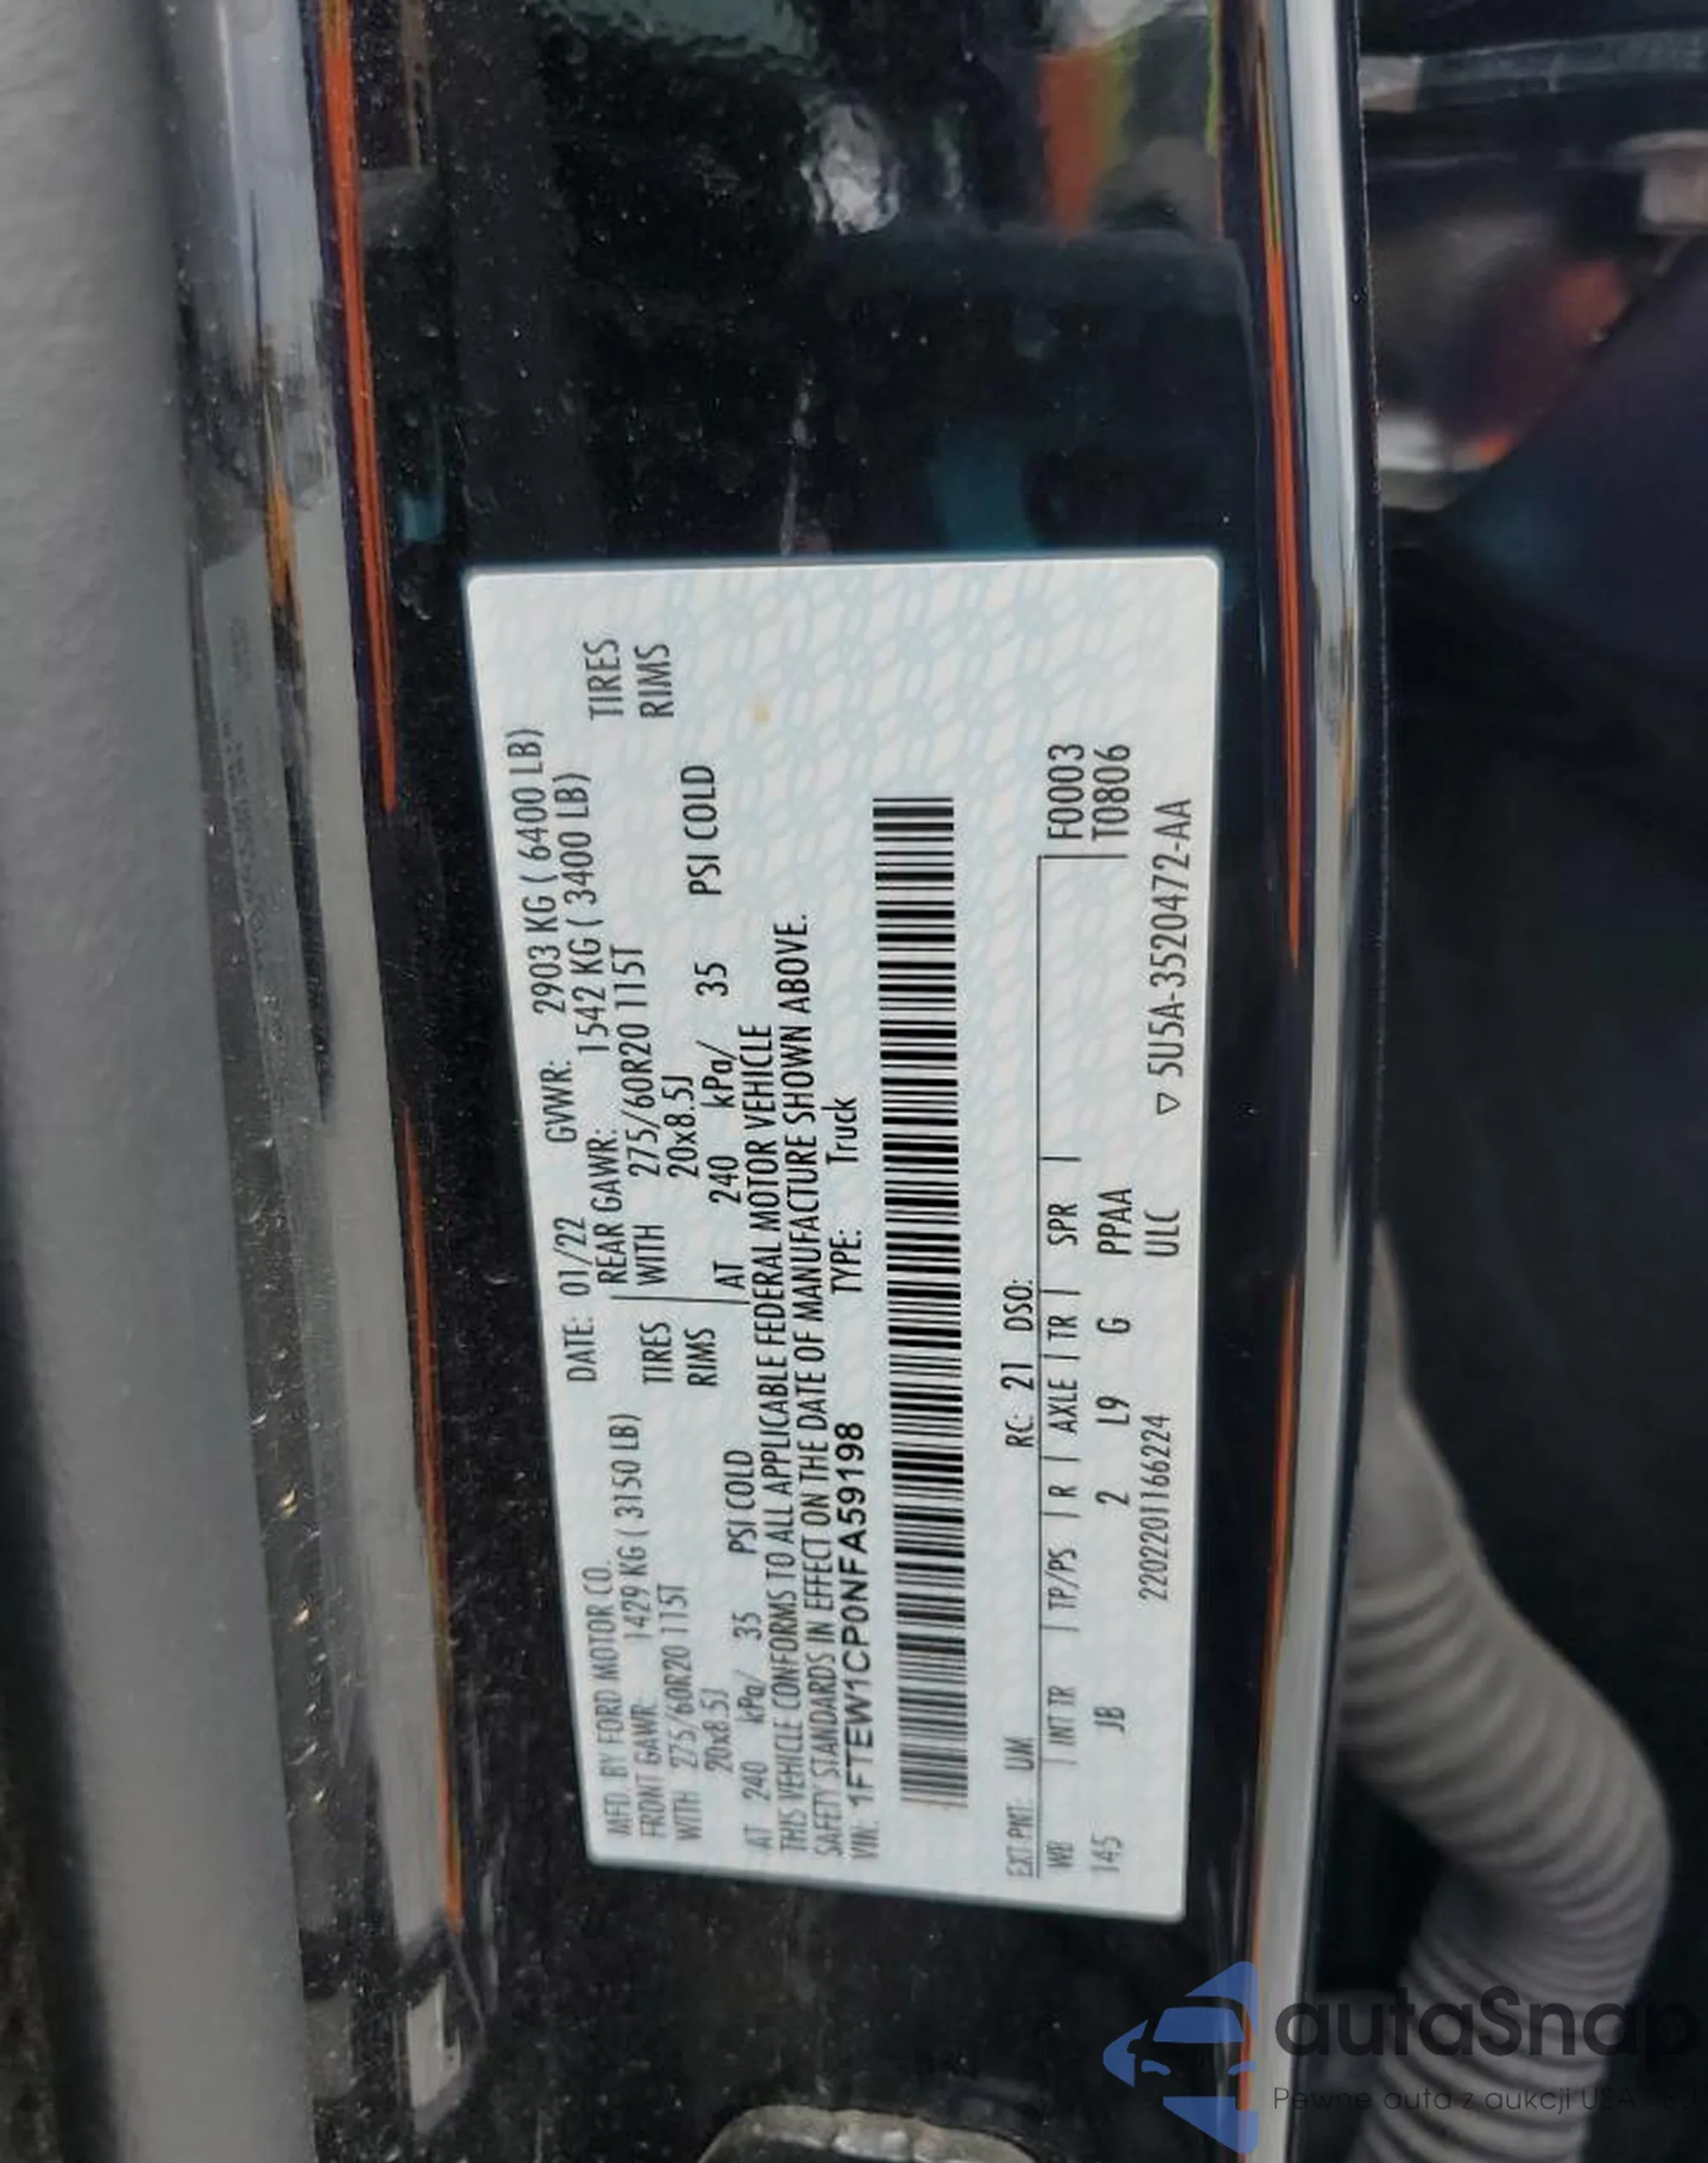 MFD. BY FORD MOTOR CO. DATE: 01/22 GVWR: 2903 KG ( 6400 LB)
FRONT GAWR: 1429 KG ( 3150 LB) REAR GAWR: 1542 KG ( 3400 LB)
WITH 275/60R20 115T TIRES WITH 275/60R20 115T TIRES
20x8.5J RIMS 20x8.5J RIMS
AT 240 kPa/ 35 PSI COLD AT 240 kPa/ 35 PSI COLD
THIS VEHICLE CONFORMS TO ALL APPLICABLE FEDERAL MOTOR VEHICLE
SAFETY STANDARDS IN EFFECT ON THE DATE OF MANUFACTURE SHOWN ABOVE.
VIN: 1FTEW1CP0NFA59198 TYPE: Truck
EXT PNT: UM RC: 21 DSO:
WB | INT TR | TP/PS | R | AXLE | TR | SPR | F0003
145 JB 2 L9 G PPAA T0806
2202201166224 ULC ▽ 5U5A-3520472-AA
autaSnap
Pewne auta z aukcji USA